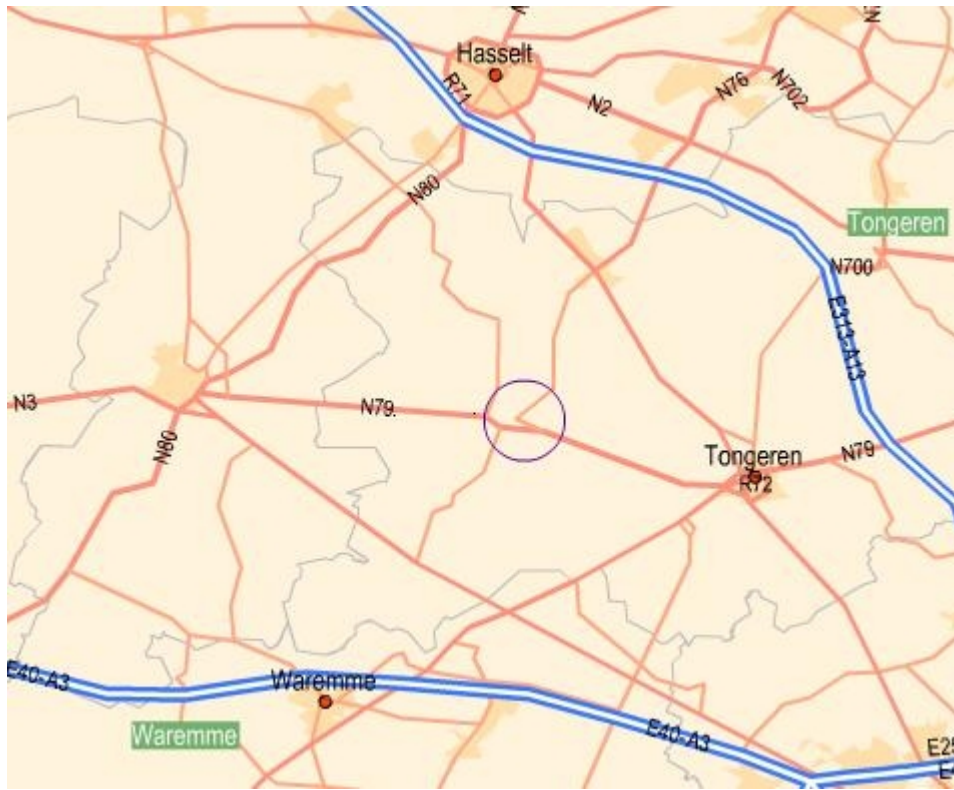 Hasselt
R71
N2
N76
N702
N80
Tongeren
N700
E313-A13
N3
N79
N80
Tongeren
N79
R72
E40-A3
Waremme
Waremme
E40-A3